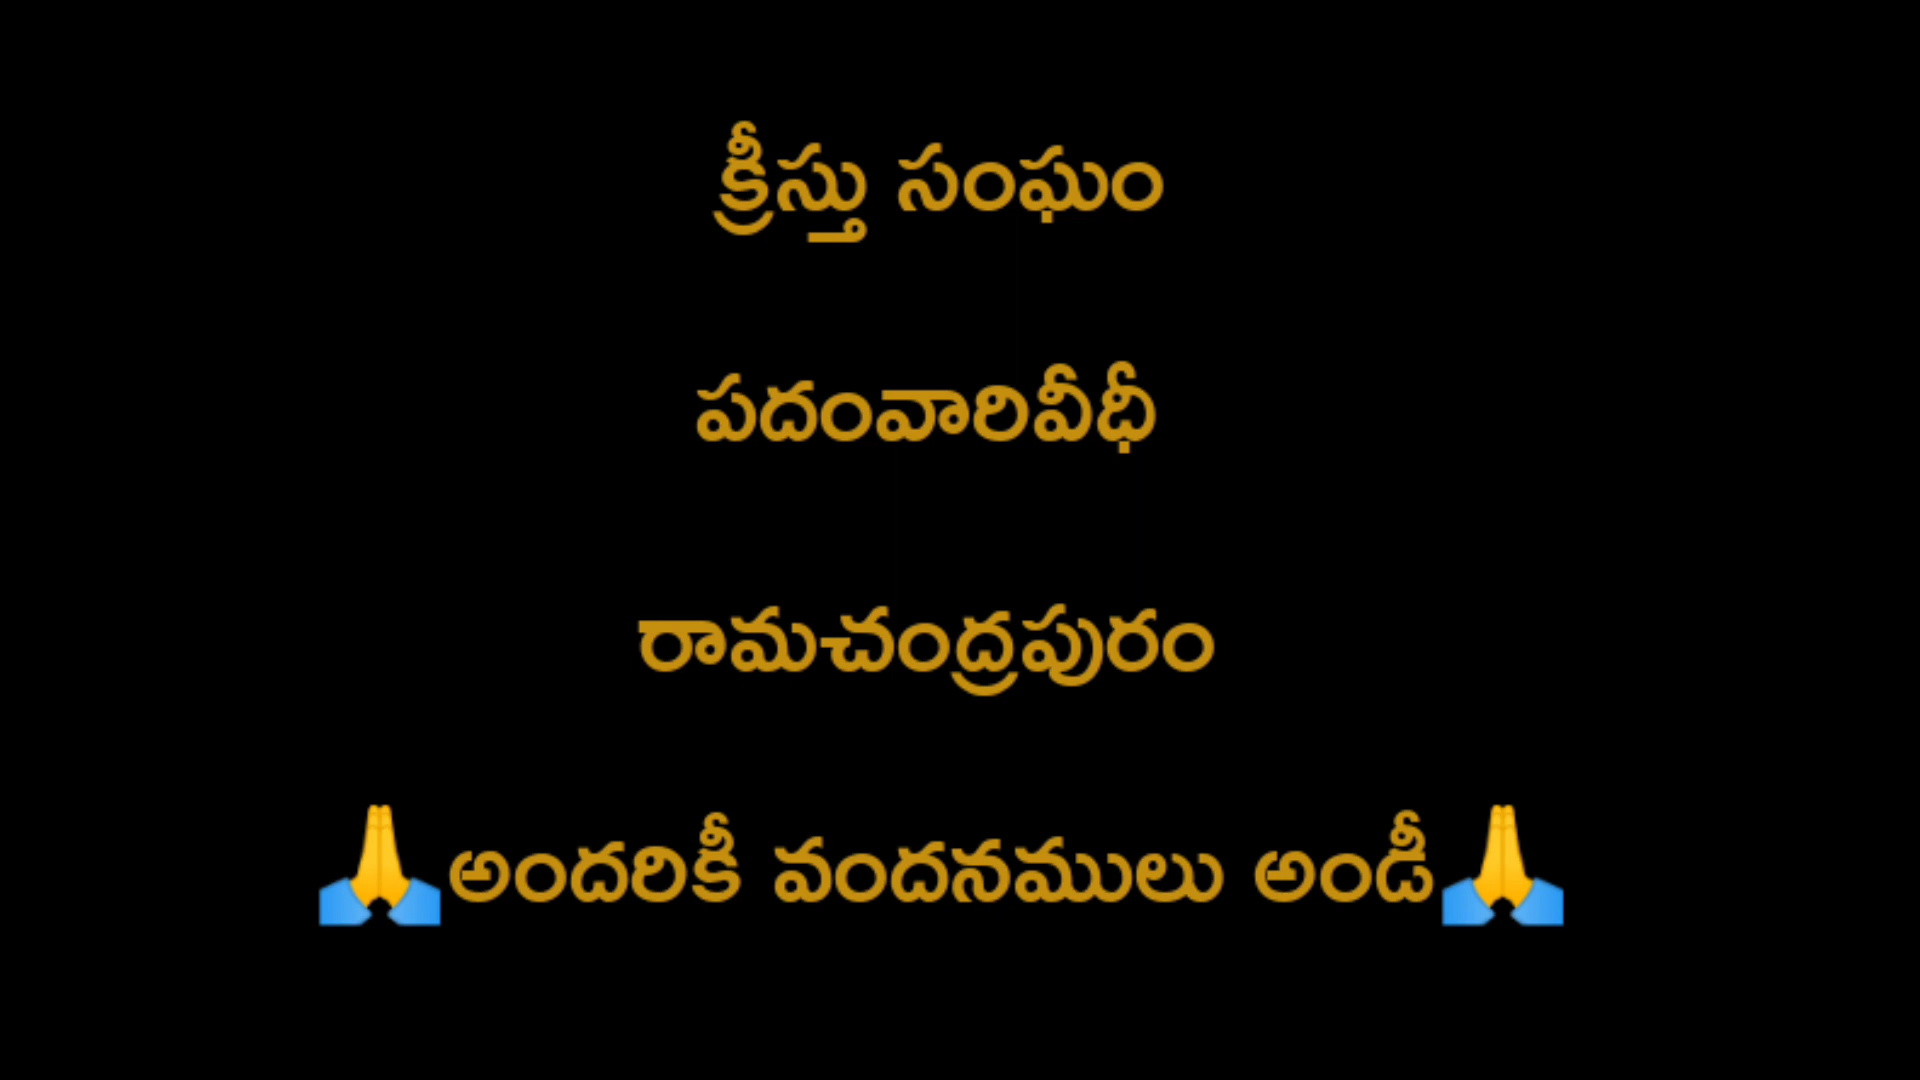 క్రీస్తు సంఘం
పదంవారివీధీ
రామచంద్రపురం
🙏అందరికీ వందనములు అండీ🙏